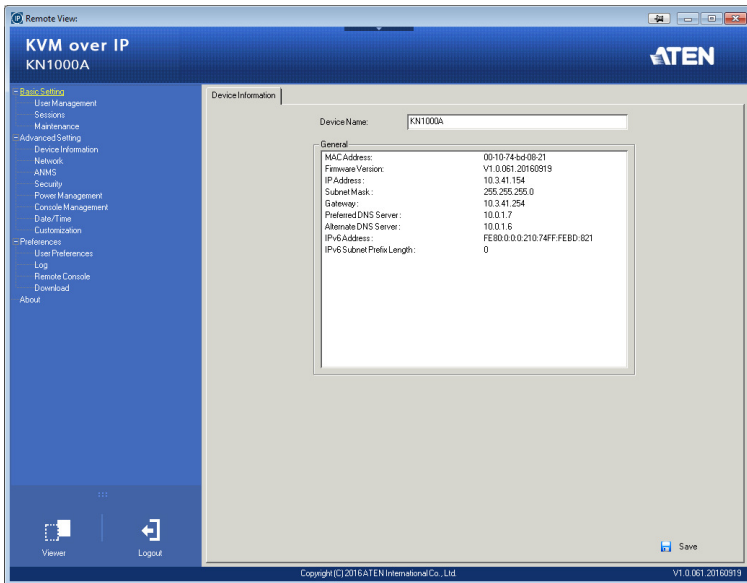 Remote View:
KVM over IP
KN1000A
ATEN
Basic Setting
User Management
Sessions
Maintenance
Advanced Setting
Device Information
Network
ANMS
Security
Power Management
Console Management
Date/Time
Customization
Preferences
User Preferences
Log
Remote Console
Download
About
Viewer
Logout
Device Information
Device Name: KN1000A
General
MAC Address: 00-10-74-bd-08-21
Firmware Version: V1.0.061.20160919
IP Address: 10.3.41.154
Subnet Mask: 255.255.255.0
Gateway: 10.3.41.254
Preferred DNS Server: 10.0.1.7
Alternate DNS Server: 10.0.1.6
IPv6 Address: FE80:0:0:0:210:74FF:FEBD:821
IPv6 Subnet Prefix Length: 0
Save
Copyright (C) 2016 ATEN International Co., Ltd.
V1.0.061.20160919